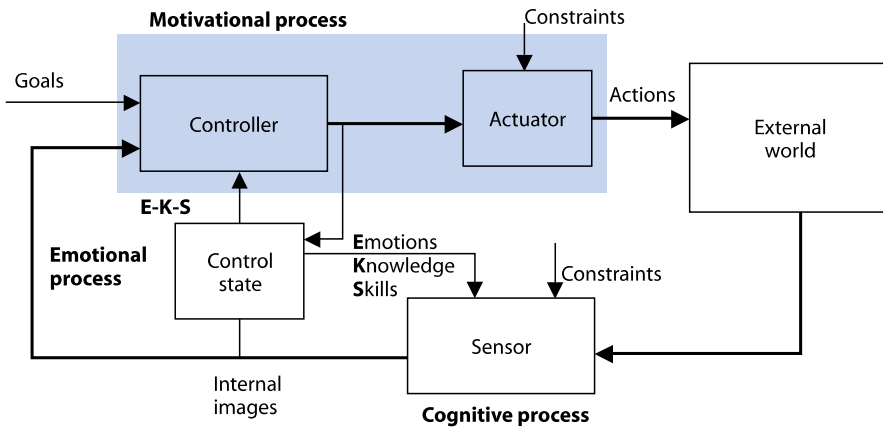 Motivational process
Constraints
Goals
Controller
Actuator
Actions
External
world
E-K-S
Emotional
process
Control
state
Emotions
Knowledge
Skills
Constraints
Sensor
Internal
images
Cognitive process